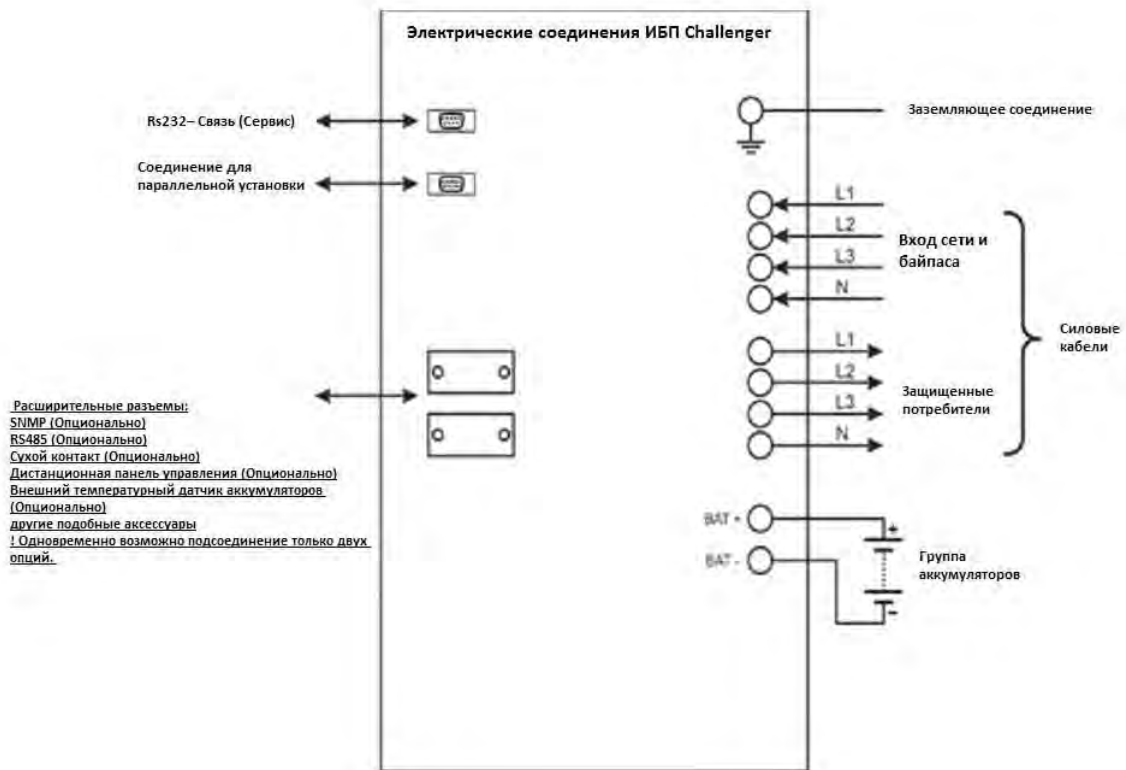 Электрические соединения ИБП Challenger
Rs232– Связь (Сервис)
Соединение для
параллельной установки
Расширительные разъемы:
SNMP (Опционально)
RS485 (Опционально)
Сухой контакт (Опционально)
Дистанционная панель управления (Опционально)
Внешний температурный датчик аккумуляторов
(Опционально)
другие подобные аксессуары
! Одновременно возможно подсоединение только двух
опций.
Заземляющее соединение
L1
L2
L3
N
Вход сети и
байпаса
L1
L2
L3
N
Защищенные
потребители
Силовые
кабели
BAT +
BAT -
+
-
Группа
аккумуляторов